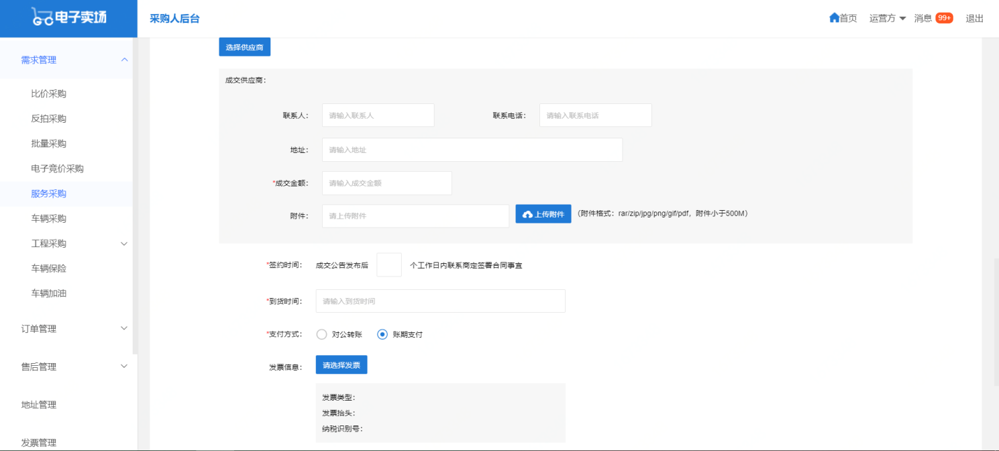 电子卖场
采购人后台
首页 运营方 消息 99+ 退出
需求管理
比价采购
反拍采购
批量采购
电子竞价采购
服务采购
车辆采购
工程采购
车辆保险
车辆加油
订单管理
售后管理
地址管理
发票管理
选择供应商
成交供应商：
联系人： 请输入联系人 联系电话： 请输入联系电话
地址： 请输入地址
*成交金额： 请输入成交金额
附件： 请上传附件 上传附件 （附件格式：rar/zip/jpg/png/gif/pdf，附件小于500M）
*签约时间： 成交公告发布后 个工作日内联系商定签署合同事宜
*到货时间： 请输入到货时间
*支付方式： 对公转账 账期支付
发票信息： 请选择发票
发票类型：
发票抬头：
纳税识别号：